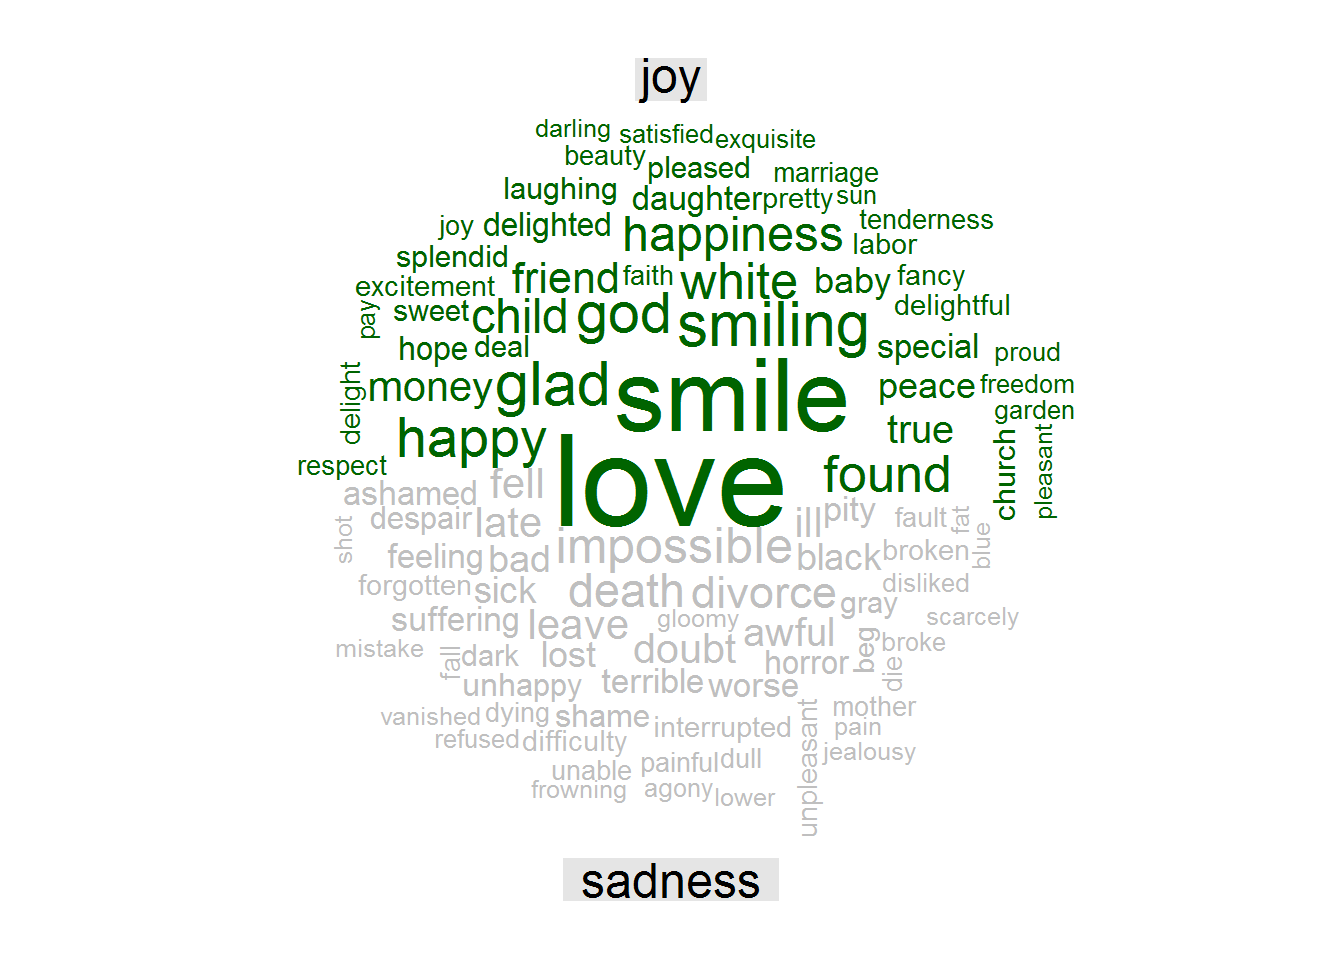 joy
darling satisfied exquisite
beauty pleased marriage
laughing daughter pretty sun
joy delighted happiness tenderness
labor
splendid friend faith white baby fancy
excitement
pay sweet child god smiling delightful
hope deal special proud
delight money glad smile peace freedom
garden
happy love true
respect found church pleasant
ashamed fell
shot despair late ill pity fault fat blue
feeling bad impossible black broken
forgotten sick death divorce disliked
gray
suffering leave gloomy awful scarcely
mistake fall dark lost doubt horror beg broke
die
unhappy terrible worse
vanished dying shame interrupted unpleasant mother
pain
refused difficulty jealousy
unable painful dull
frowning agony lower
sadness